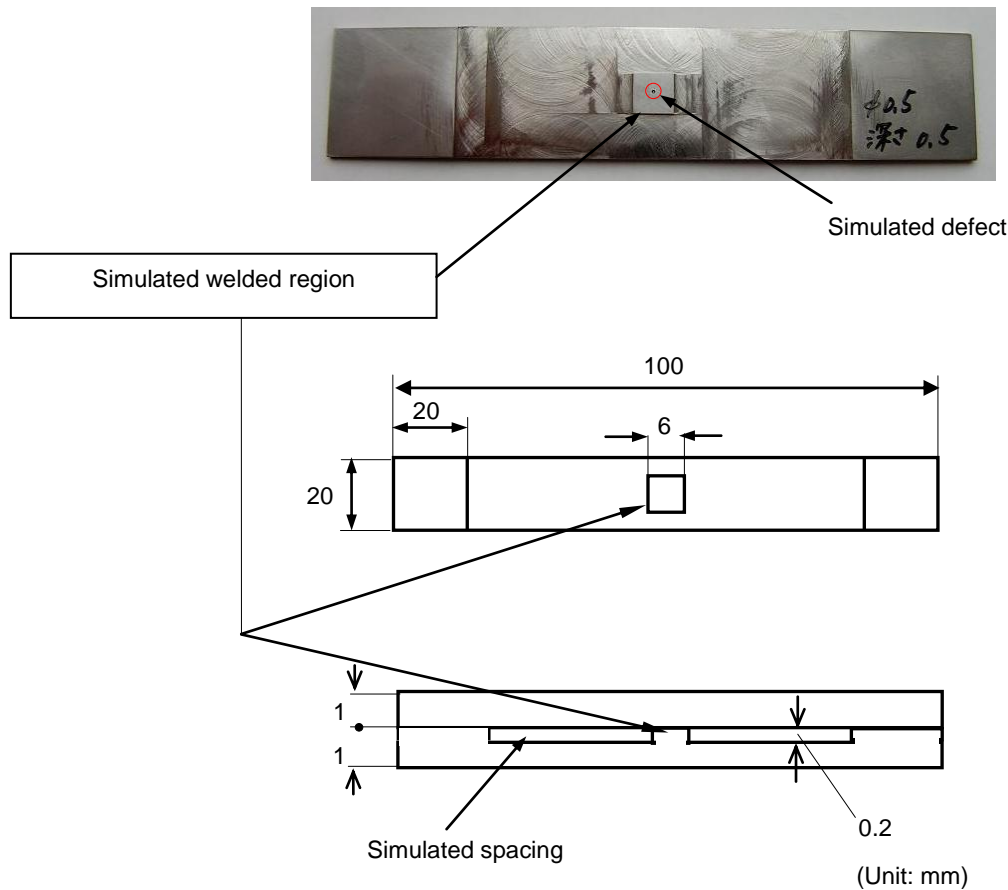 φ0.5
深さ 0.5
Simulated defect
Simulated welded region
100
20
6
20
1
1
0.2
Simulated spacing
(Unit: mm)